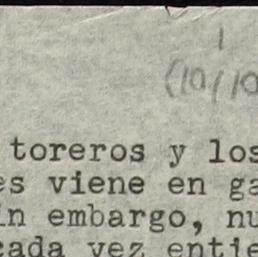 1
(10/10
toreros y los
es viene en ga
in embargo, nu
cada vez entie